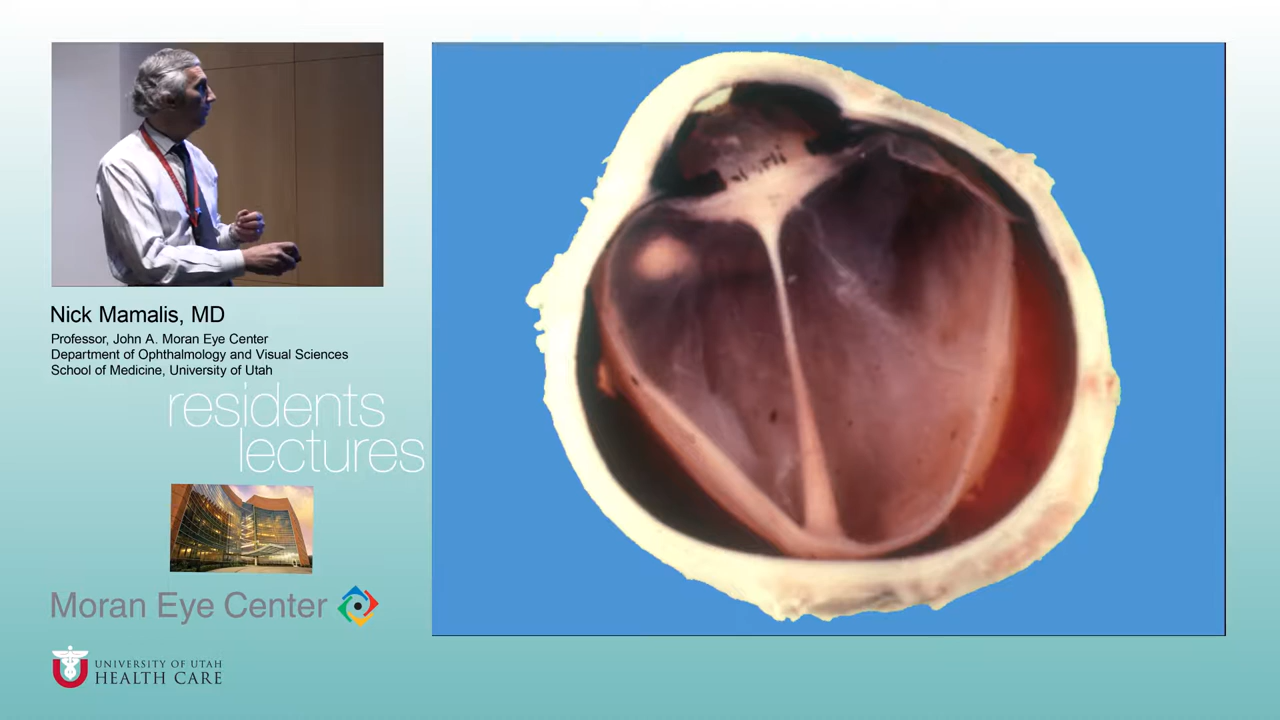 Nick Mamalis, MD
Professor, John A. Moran Eye Center
Department of Ophthalmology and Visual Sciences
School of Medicine, University of Utah
residents
lectures
Moran Eye Center
UNIVERSITY OF UTAH
HEALTH CARE